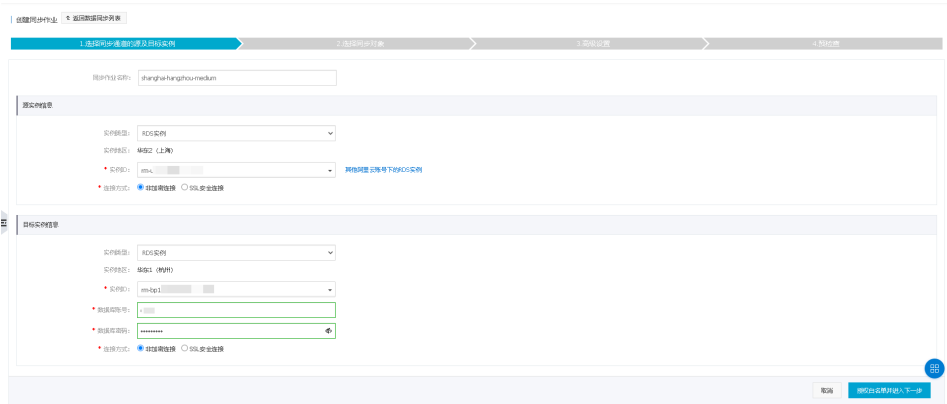 创建同步作业 返回数据同步列表
1.选择同步通道的源及目标实例 2.选择同步对象 3.高级设置 4.预检查
同步作业名称: shanghai-hangzhou-medium
源实例信息
实例类型: RDS实例
实例地区: 华东2（上海）
* 实例ID: rm-u 其他阿里云账号下的RDS实例
* 连接方式: 非加密连接 SSL安全连接
目标实例信息
实例类型: RDS实例
实例地区: 华东1（杭州）
* 实例ID: rm-bp1
* 数据库账号:
* 数据库密码: •••••••••
* 连接方式: 非加密连接 SSL安全连接
取消 授权白名单并进入下一步